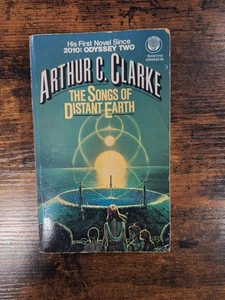 His First Novel Since
2010: ODYSSEY TWO
ARTHUR C. CLARKE
THE SONGS OF
DISTANT EARTH